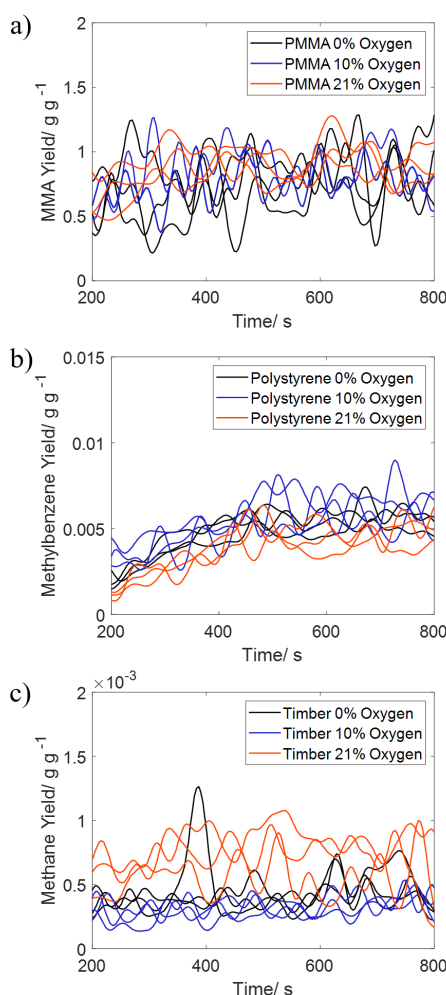 a)
2
1.5
1
0.5
0
MMA Yield/ g g-1
PMMA 0% Oxygen
PMMA 10% Oxygen
PMMA 21% Oxygen
200 400 600 800
Time/ s
b)
0.015
0.01
0.005
0
Methylbenzene Yield/ g g-1
Polystyrene 0% Oxygen
Polystyrene 10% Oxygen
Polystyrene 21% Oxygen
200 400 600 800
Time/ s
c)
2 × 10-3
1.5
1
0.5
0
Methane Yield/ g g-1
Timber 0% Oxygen
Timber 10% Oxygen
Timber 21% Oxygen
200 400 600 800
Time/ s